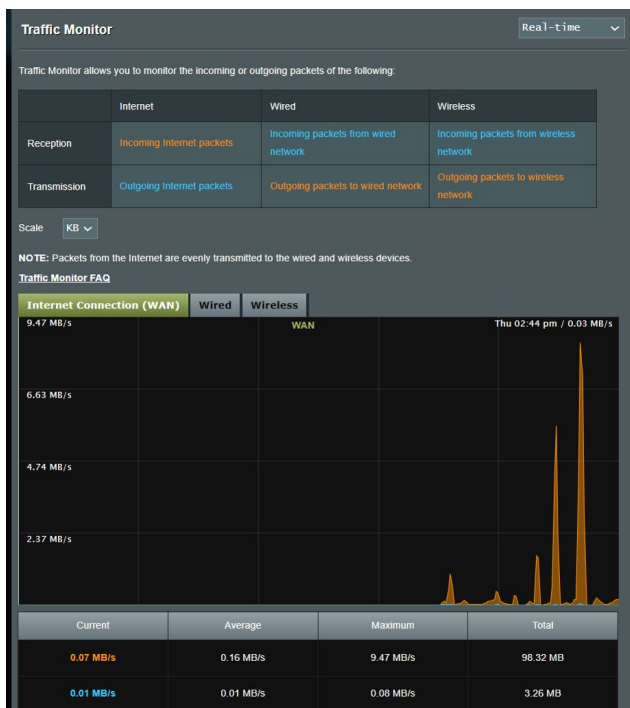 Traffic Monitor
Real-time
Traffic Monitor allows you to monitor the incoming or outgoing packets of the following:
Internet Wired Wireless
Reception Incoming Internet packets Incoming packets from wired network Incoming packets from wireless network
Transmission Outgoing Internet packets Outgoing packets to wired network Outgoing packets to wireless network
Scale KB
NOTE: Packets from the Internet are evenly transmitted to the wired and wireless devices.
Traffic Monitor FAQ
Internet Connection (WAN) Wired Wireless
9.47 MB/s WAN Thu 02:44 pm / 0.03 MB/s
6.63 MB/s
4.74 MB/s
2.37 MB/s
Current Average Maximum Total
0.07 MB/s 0.16 MB/s 9.47 MB/s 98.32 MB
0.01 MB/s 0.01 MB/s 0.08 MB/s 3.26 MB